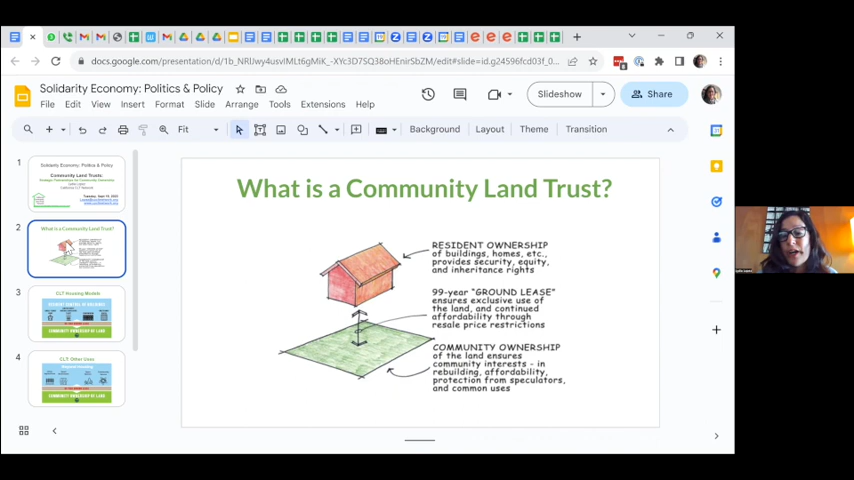 docs.google.com/presentation/d/1b_NRIJwy4usvIMLt6gMiK_-XYc3D7SQ38oHEnirSbZM/edit#slide=id.g24596fcd03f_0...
Solidarity Economy: Politics & Policy
File Edit View Insert Format Slide Arrange Tools Extensions Help
Slideshow
Share
Fit
Background Layout Theme Transition
1
Solidarity Economy: Politics & Policy
Community Land Trusts:
2
What is a Community Land Trust?
3
CLT Housing Models
COMMUNITY OWNERSHIP OF LAND
4
CLT: Other Uses
COMMUNITY OWNERSHIP OF LAND
What is a Community Land Trust?
RESIDENT OWNERSHIP
of buildings, homes, etc.,
provides security, equity,
and inheritance rights
99-year "GROUND LEASE"
ensures exclusive use of
the land, and continued
affordability through
resale price restrictions
COMMUNITY OWNERSHIP
of the land ensures
community interests - in
rebuilding, affordability,
protection from speculators,
and common uses